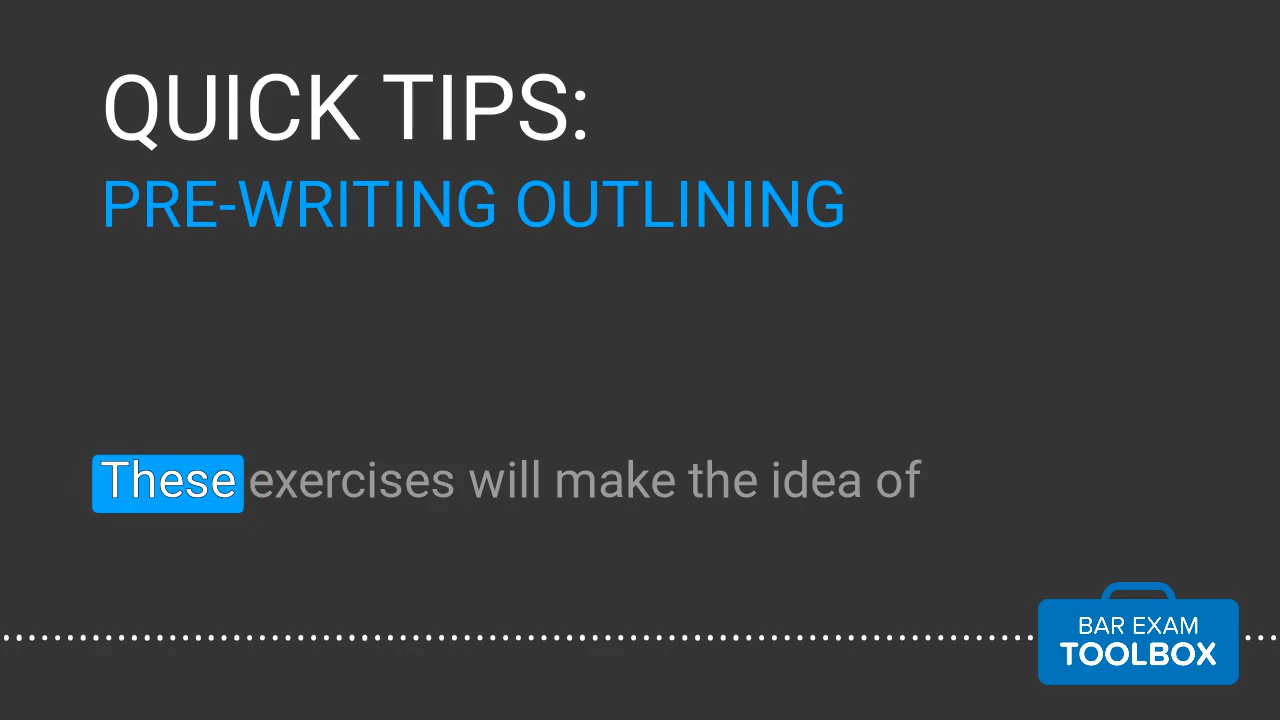 QUICK TIPS:
PRE-WRITING OUTLINING
These exercises will make the idea of
BAR EXAM
TOOLBOX